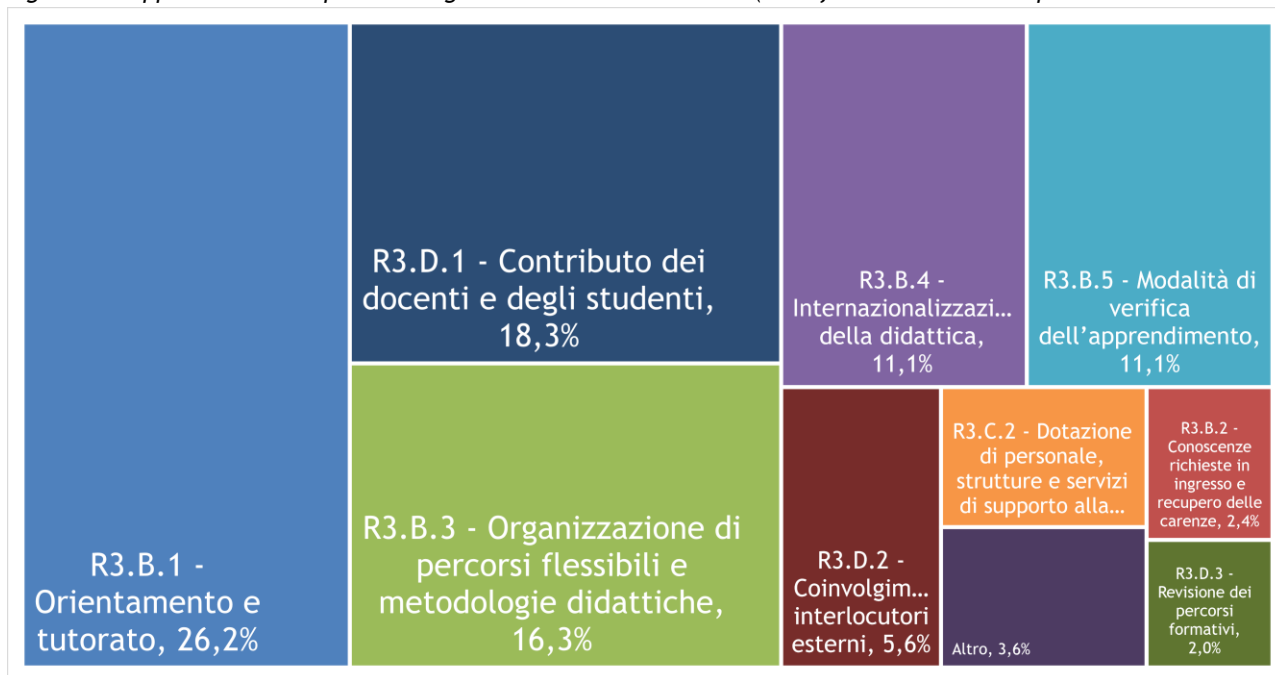 R3.B.1 -
Orientamento e
tutorato, 26,2%
R3.D.1 - Contributo dei
docenti e degli studenti,
18,3%
R3.B.3 - Organizzazione di
percorsi flessibili e
metodologie didattiche,
16,3%
R3.B.4 -
Internazionalizzazi...
della didattica,
11,1%
R3.B.5 - Modalità di
verifica
dell’apprendimento,
11,1%
R3.D.2 -
Coinvolgim...
interlocutori
esterni, 5,6%
R3.C.2 - Dotazione
di personale,
strutture e servizi
di supporto alla...
Altro, 3,6%
R3.B.2 -
Conoscenze
richieste in
ingresso e
recupero delle
carenze, 2,4%
R3.D.3 -
Revisione dei
percorsi
formativi,
2,0%